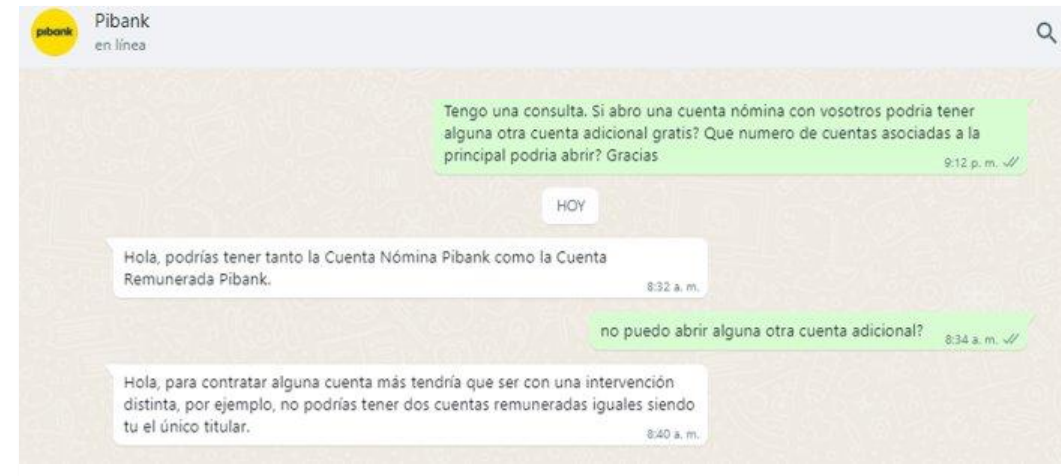 pibank
Pibank
en línea
Tengo una consulta. Si abro una cuenta nómina con vosotros podria tener
alguna otra cuenta adicional gratis? Que numero de cuentas asociadas a la
principal podria abrir? Gracias
9:12 p. m.
HOY
Hola, podrías tener tanto la Cuenta Nómina Pibank como la Cuenta
Remunerada Pibank.
8:32 a. m.
no puedo abrir alguna otra cuenta adicional?
8:34 a. m.
Hola, para contratar alguna cuenta más tendría que ser con una intervención
distinta, por ejemplo, no podrías tener dos cuentas remuneradas iguales siendo
tu el único titular.
8:40 a. m.